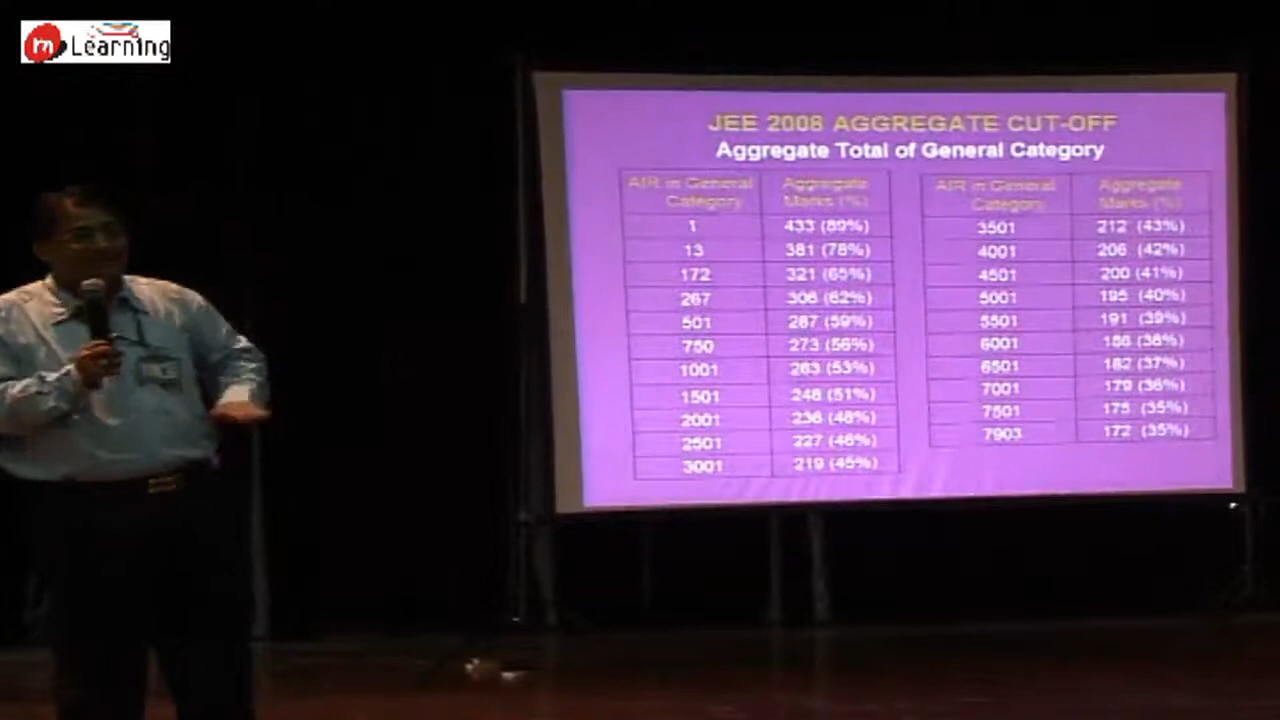 m Learning
JEE 2008 AGGREGATE CUT-OFF
Aggregate Total of General Category
AIR in General Category Aggregate Marks (%)
1 433 (89%)
13 381 (78%)
172 321 (65%)
267 306 (62%)
501 287 (59%)
750 273 (56%)
1001 263 (53%)
1501 248 (51%)
2001 236 (48%)
2501 227 (46%)
3001 219 (45%)
AIR in General Category Aggregate Marks (%)
3501 212 (43%)
4001 206 (42%)
4501 200 (41%)
5001 195 (40%)
5501 191 (39%)
6001 186 (38%)
6501 182 (37%)
7001 179 (36%)
7501 175 (35%)
7903 172 (35%)